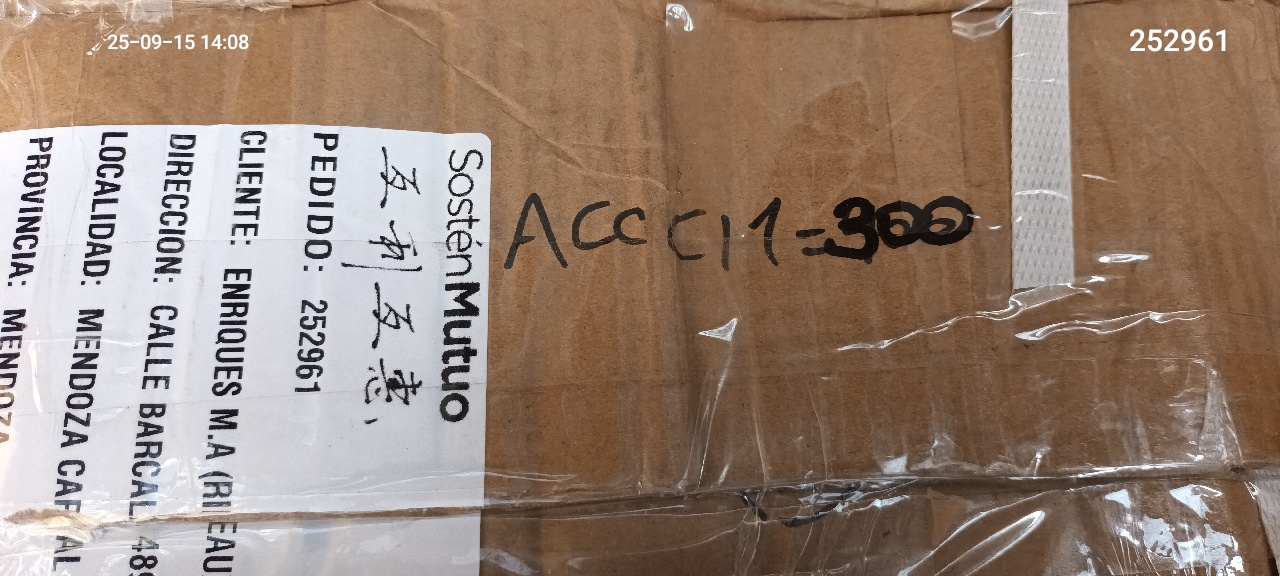 25-09-15 14:08
252961
SosténMutuo
互利互惠
PEDIDO: 252961
CLIENTE: ENRIQUES M.A
DIRECCION: CALLE BARCAL
LOCALIDAD: MENDOZA
PROVINCIA: MENDOZA
ACCC11=300